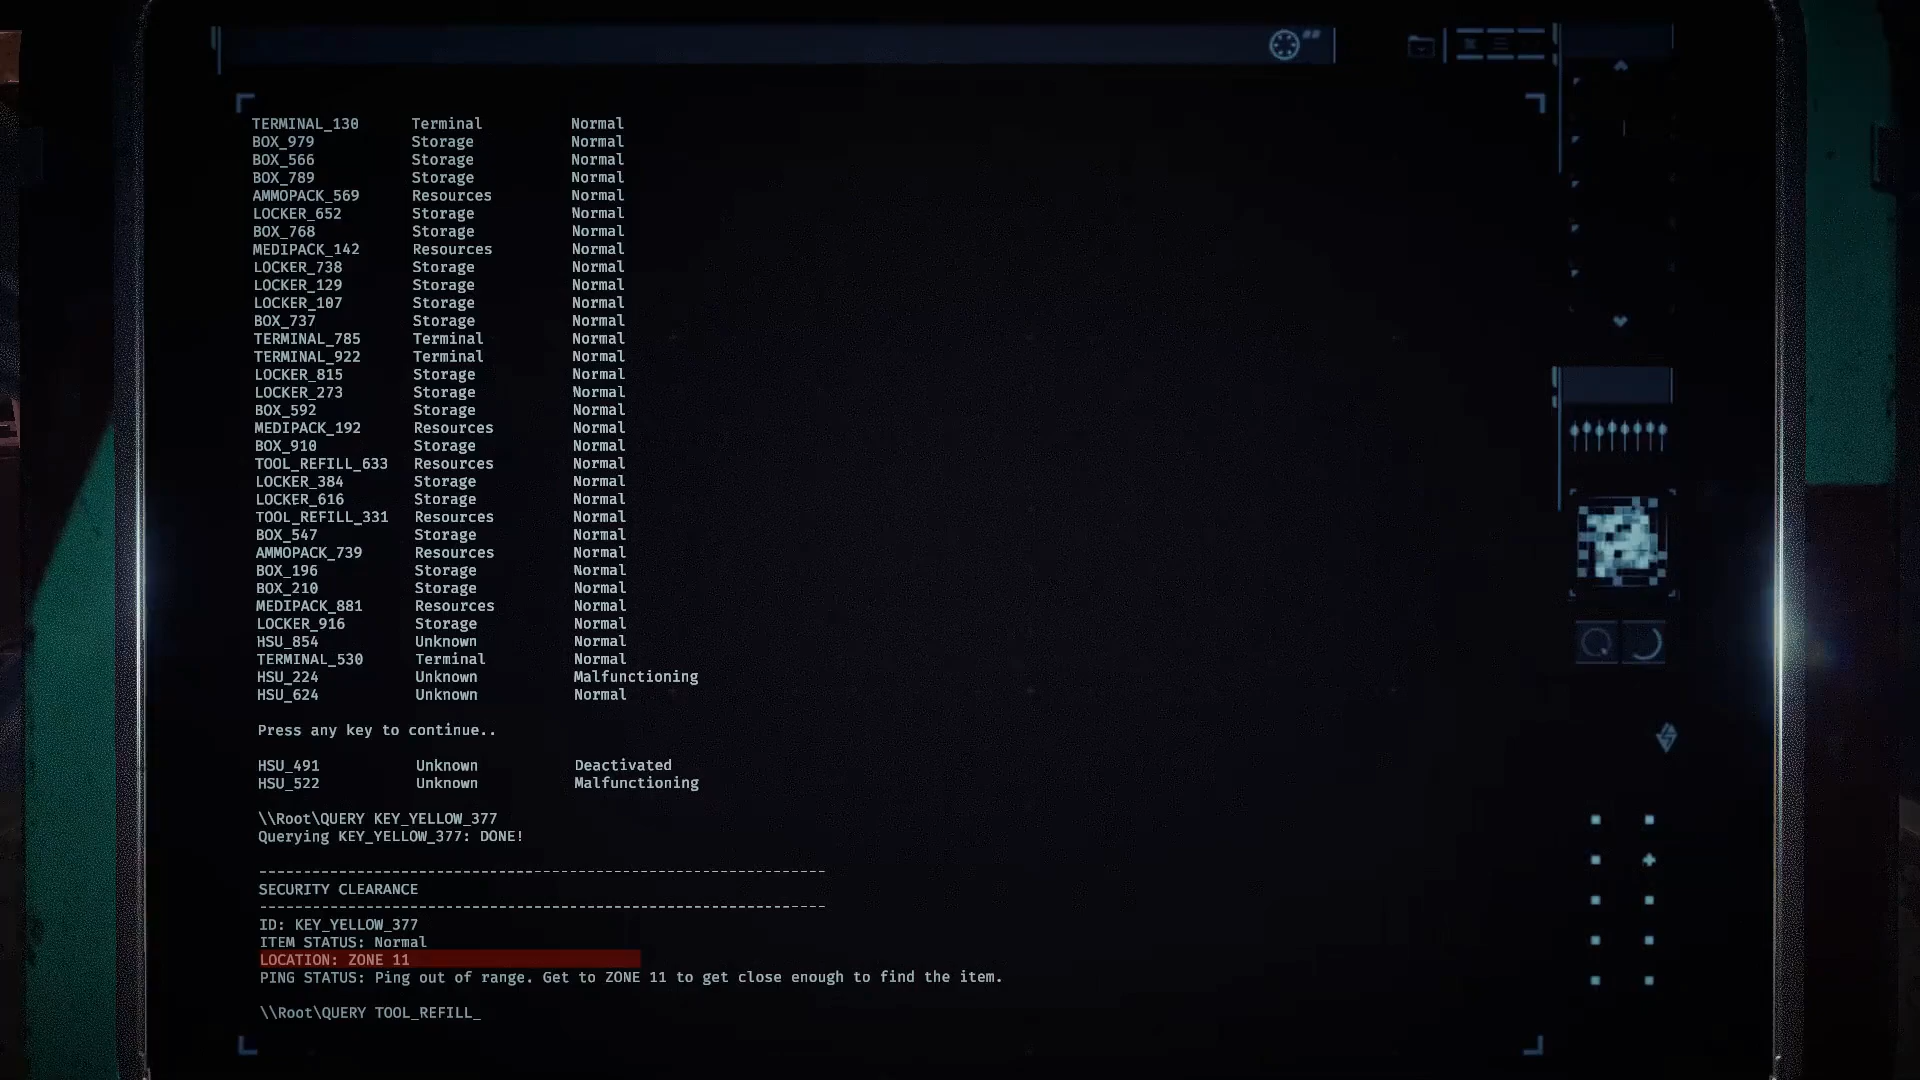 TERMINAL_130 Terminal Normal
BOX_979 Storage Normal
BOX_566 Storage Normal
BOX_789 Storage Normal
AMMOPACK_569 Resources Normal
LOCKER_652 Storage Normal
BOX_768 Storage Normal
MEDIPACK_142 Resources Normal
LOCKER_738 Storage Normal
LOCKER_129 Storage Normal
LOCKER_107 Storage Normal
BOX_737 Storage Normal
TERMINAL_785 Terminal Normal
TERMINAL_922 Terminal Normal
LOCKER_815 Storage Normal
LOCKER_273 Storage Normal
BOX_592 Storage Normal
MEDIPACK_192 Resources Normal
BOX_910 Storage Normal
TOOL_REFILL_633 Resources Normal
LOCKER_384 Storage Normal
LOCKER_616 Storage Normal
TOOL_REFILL_331 Resources Normal
BOX_547 Storage Normal
AMMOPACK_739 Resources Normal
BOX_196 Storage Normal
BOX_210 Storage Normal
MEDIPACK_881 Resources Normal
LOCKER_916 Storage Normal
HSU_854 Unknown Normal
TERMINAL_530 Terminal Normal
HSU_224 Unknown Malfunctioning
HSU_624 Unknown Normal
Press any key to continue..
HSU_491 Unknown Deactivated
HSU_522 Unknown Malfunctioning
\\Root\QUERY KEY_YELLOW_377
Querying KEY_YELLOW_377: DONE!
----------------------------------------------------------------
SECURITY CLEARANCE
----------------------------------------------------------------
ID: KEY_YELLOW_377
ITEM STATUS: Normal
LOCATION: ZONE 11
PING STATUS: Ping out of range. Get to ZONE 11 to get close enough to find the item.
\\Root\QUERY TOOL_REFILL_